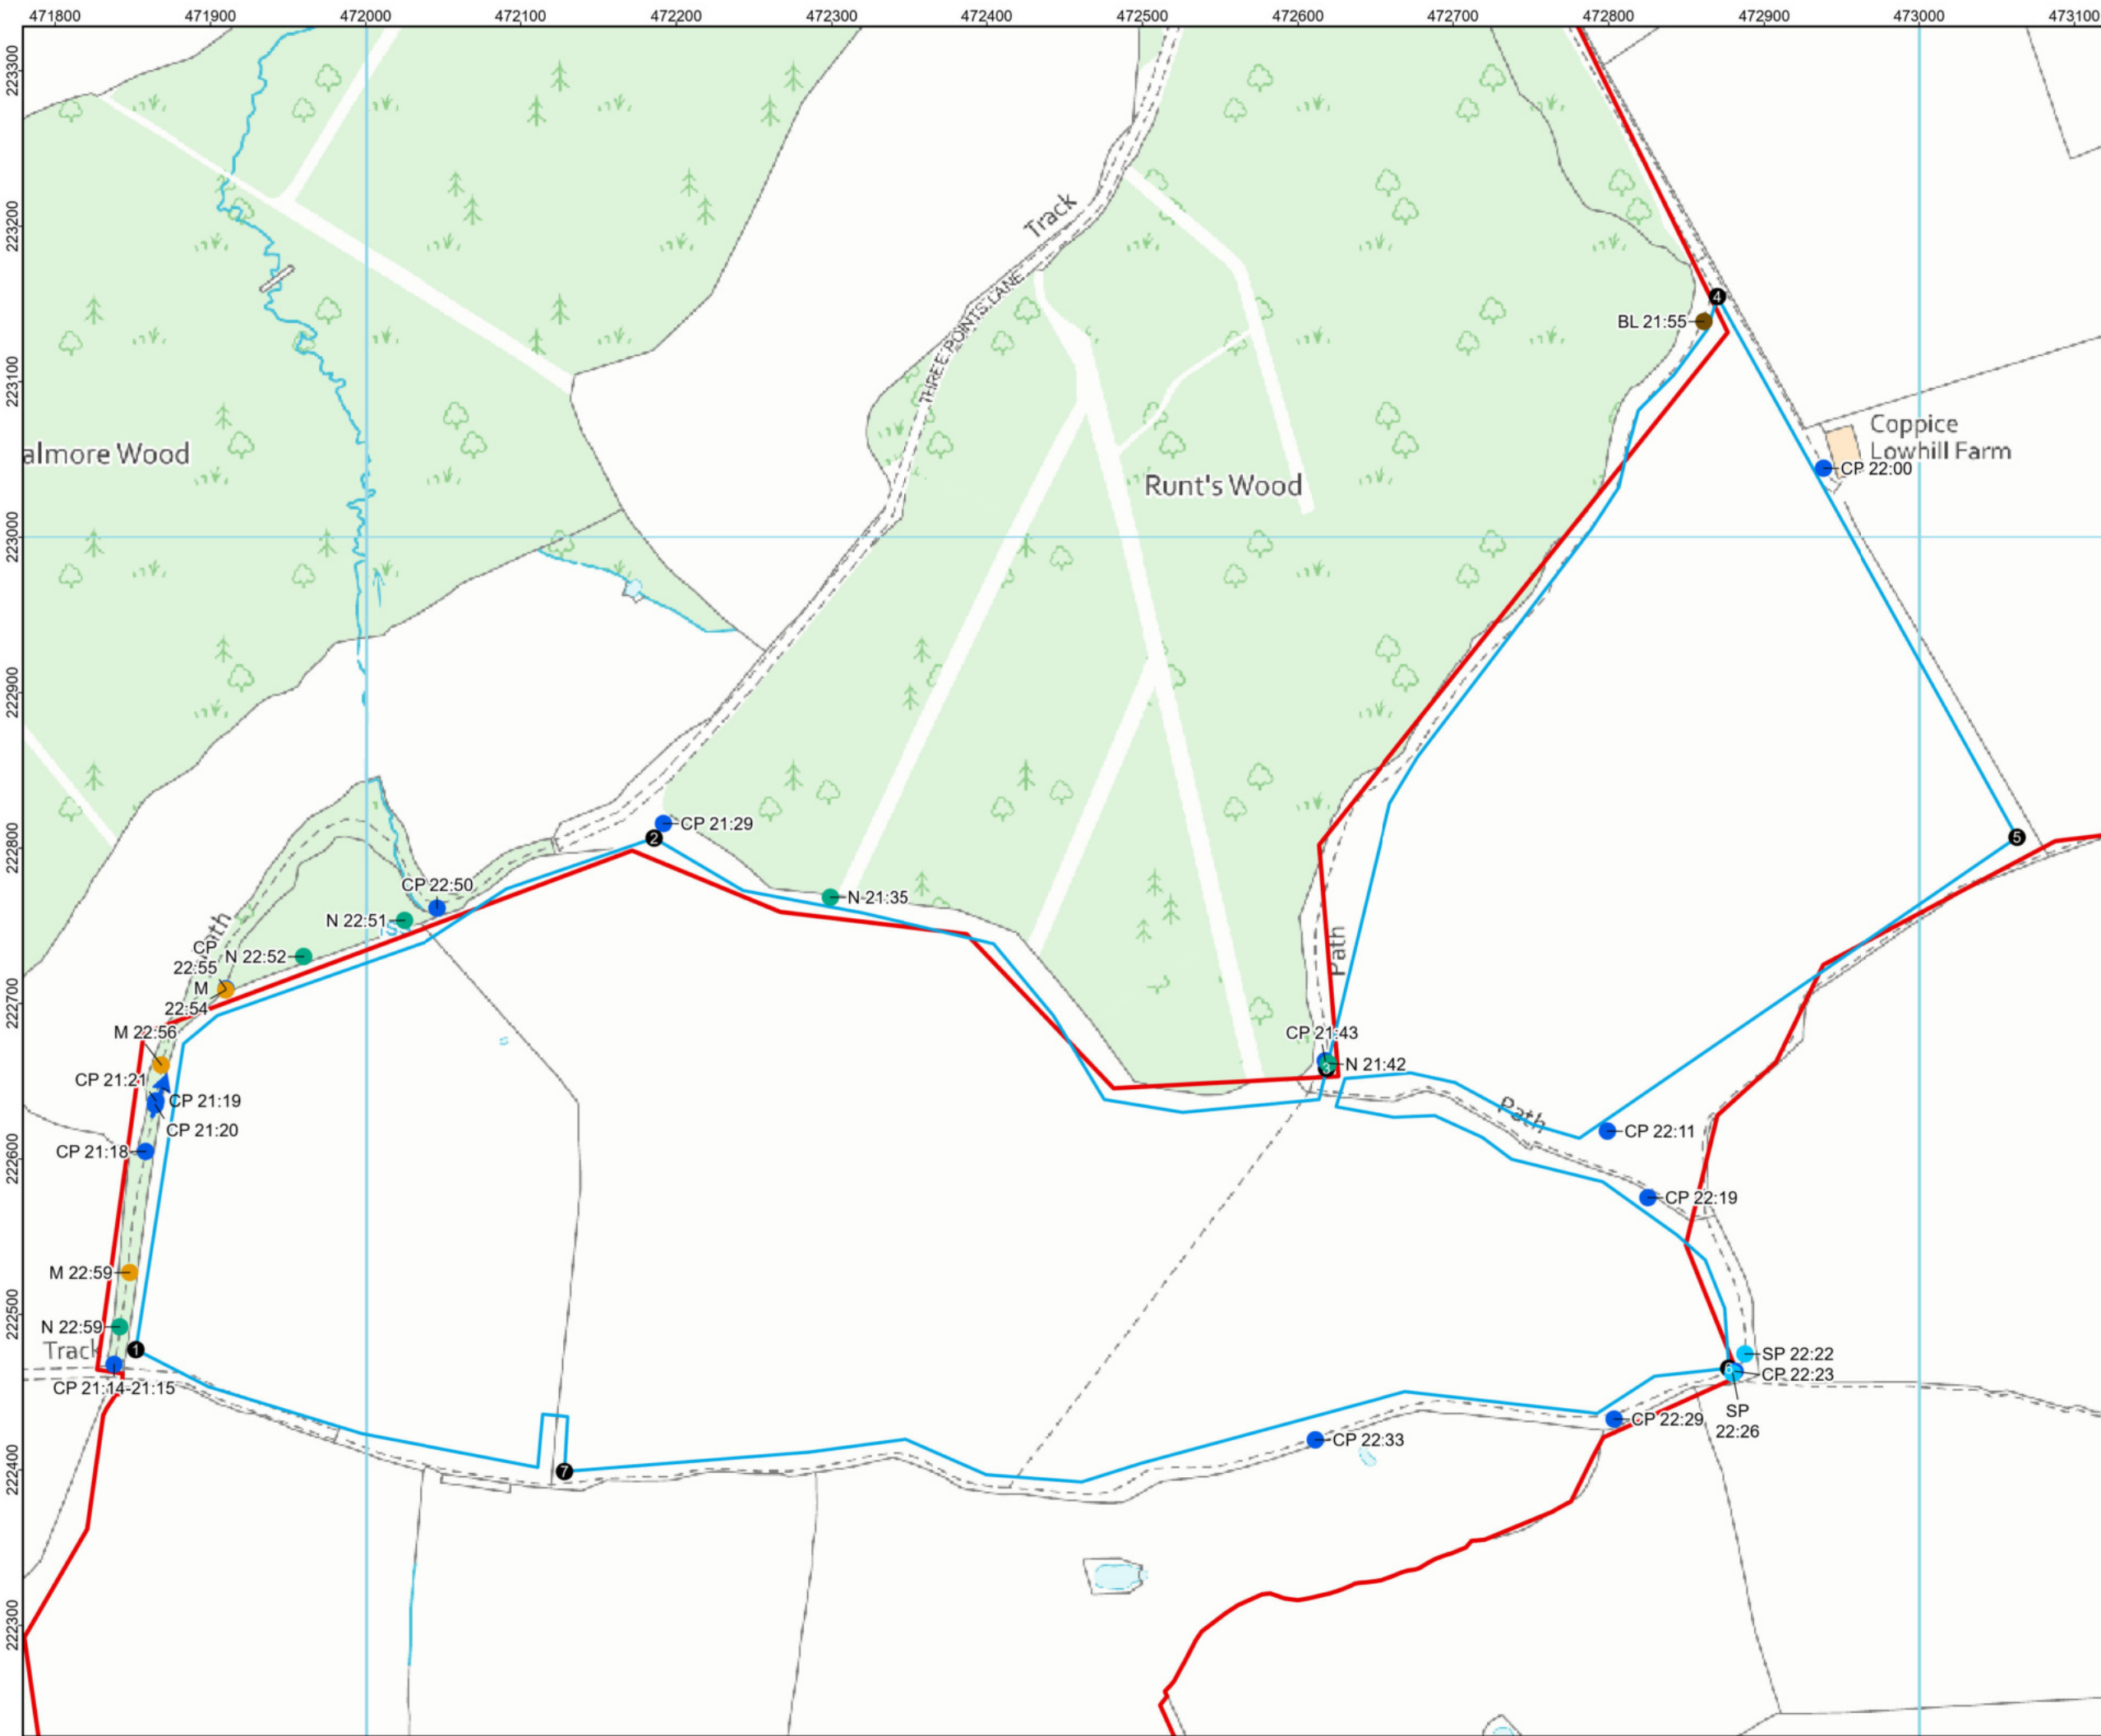 471800 471900 472000 472100 472200 472300 472400 472500 472600 472700 472800 472900 473000 473100
223300
223200
223100
223000
222900
222800
222700
222600
222500
222400
222300
Track
THREE POINTS LANE
4
BL 21:55
Coppice
Lowhill Farm
CP 22:00
almore Wood
Runt's Wood
2
CP 21:29
5
CP 22:50
N 21:35
N 22:51
CP
22:55
N 22:52
M
22:54
Path
M 22:56
CP 21:43
N 21:42
3
CP 21:21
CP 21:19
CP 21:20
Path
CP 21:18
CP 22:11
CP 22:19
M 22:59
N 22:59
1
Track
CP 21:14-21:15
SP 22:22
6
CP 22:23
SP
22:26
CP 22:29
CP 22:33
7